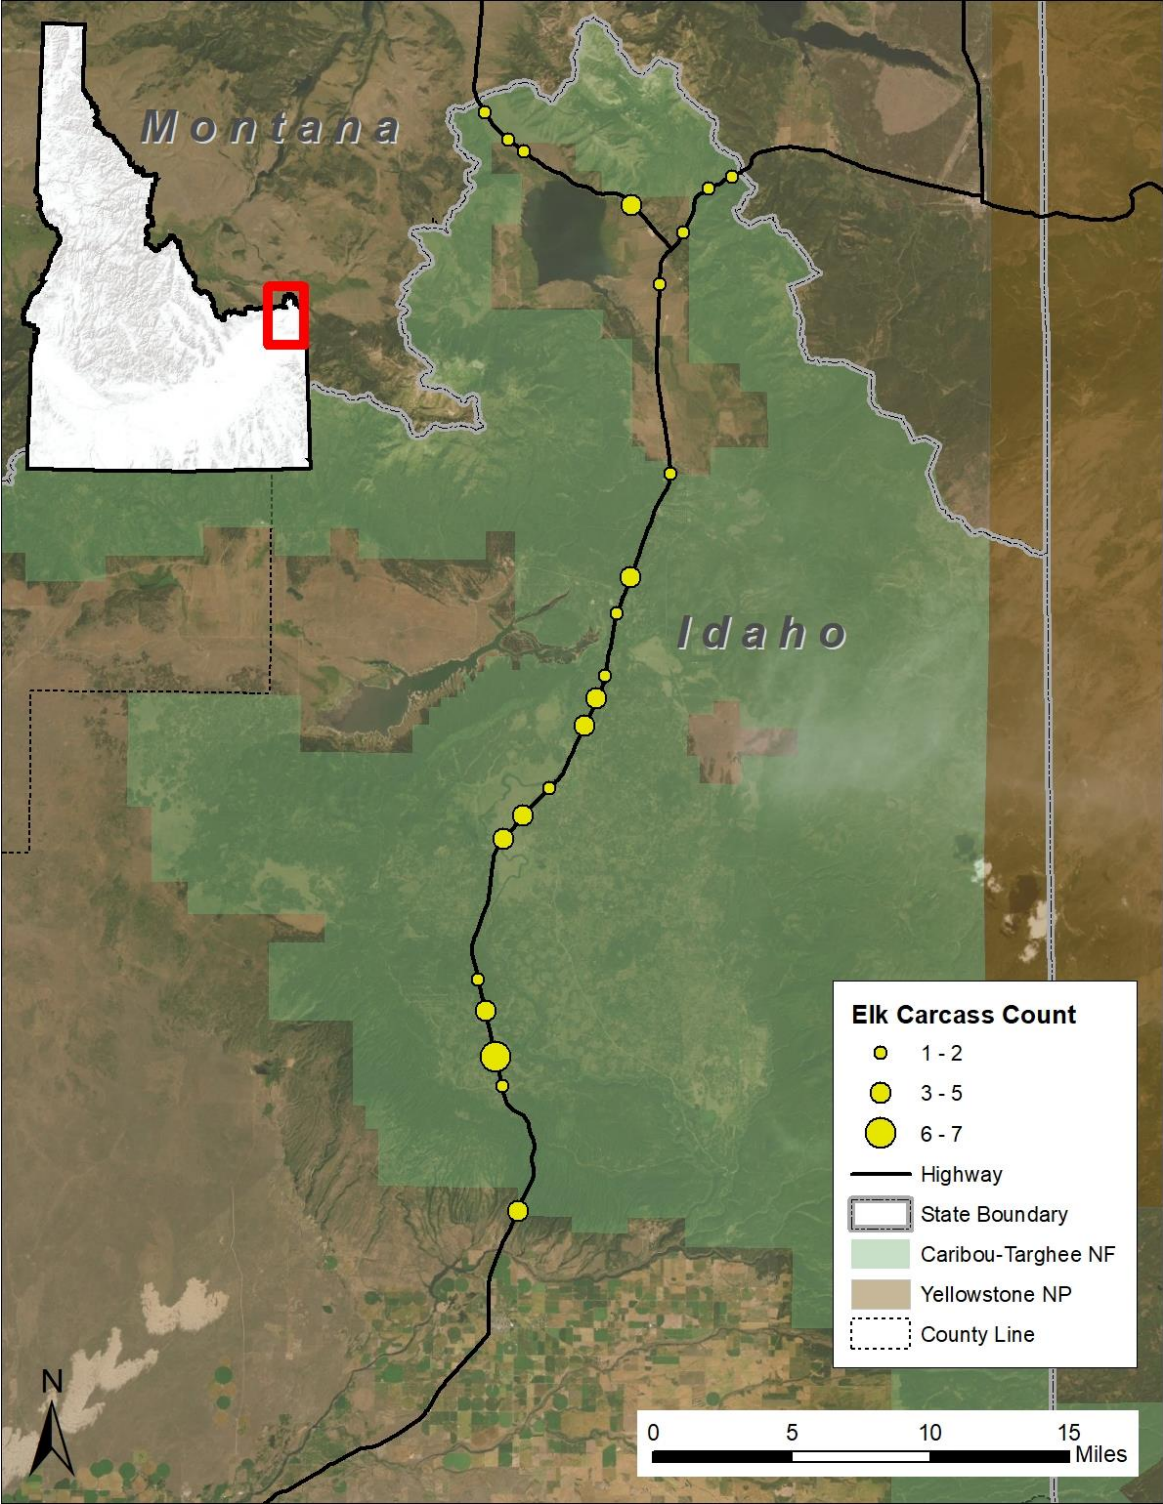 Montana
Idaho
Elk Carcass Count
1 - 2
3 - 5
6 - 7
Highway
State Boundary
Caribou-Targhee NF
Yellowstone NP
County Line
N
0 5 10 15
Miles